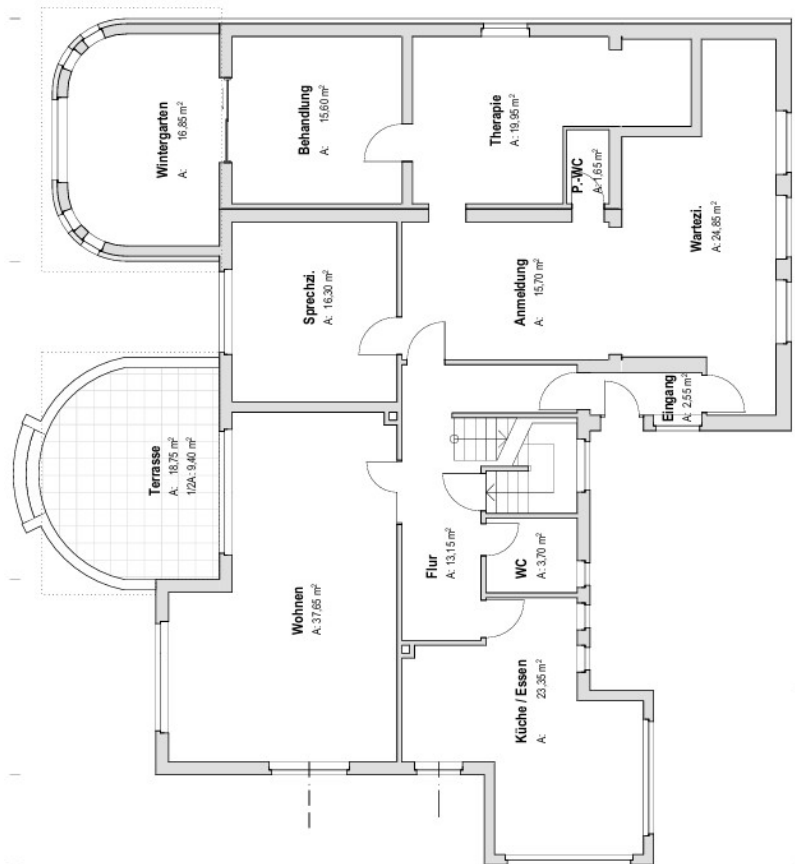 Wintergarten
A: 16,85 m²
Behandlung
A: 15,60 m²
Therapie
A: 19,95 m²
P.-WC
A: 1,65 m²
Wartezi.
A: 24,85 m²
Sprechzi.
A: 16,30 m²
Anmeldung
A: 15,70 m²
Eingang
A: 2,55 m²
Terrasse
A: 18,75 m²
1/2A: 9,40 m²
Wohnen
A: 37,65 m²
Flur
A: 13,15 m²
WC
A: 3,70 m²
Küche / Essen
A: 23,35 m²